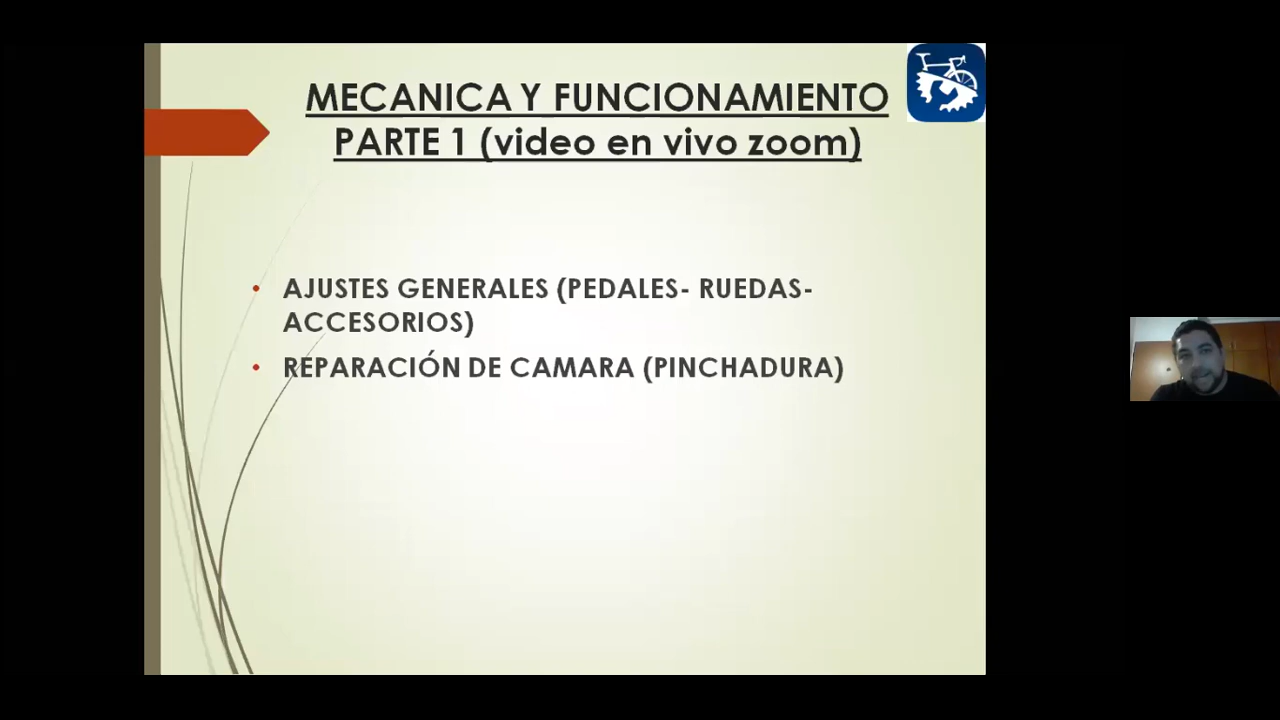 MECANICA Y FUNCIONAMIENTO
PARTE 1 (video en vivo zoom)
• AJUSTES GENERALES (PEDALES- RUEDAS-
ACCESORIOS)
• REPARACIÓN DE CAMARA (PINCHADURA)